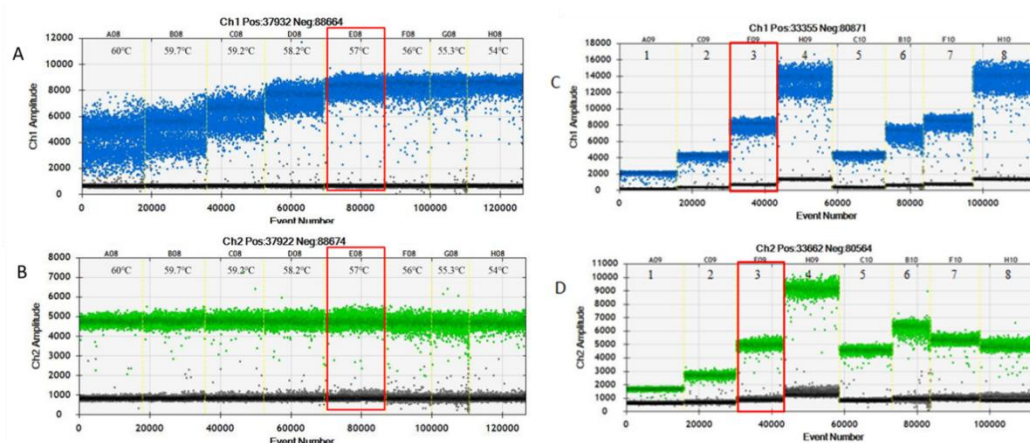 A
Ch1 Pos:37932 Neg:88664
A08 B08 C08 D08 E08 F08 G08 H08
60°C 59.7°C 59.2°C 58.2°C 57°C 56°C 55.3°C 54°C
Ch1 Amplitude
12000
10000
8000
6000
4000
2000
0
0 20000 40000 60000 80000 100000 120000
Event Number
B
Ch2 Pos:37922 Neg:88674
A08 B08 C08 D08 E08 F08 G08 H08
60°C 59.7°C 59.2°C 58.2°C 57°C 56°C 55.3°C 54°C
Ch2 Amplitude
8000
7000
6000
5000
4000
3000
2000
1000
0
0 20000 40000 60000 80000 100000 120000
Event Number
C
Ch1 Pos:33355 Neg:80871
A09 C09 E09 H09 C10 B10 F10 H10
1 2 3 4 5 6 7 8
Ch1 Amplitude
18000
16000
14000
12000
10000
8000
6000
4000
2000
0
0 20000 40000 60000 80000 100000
Event Number
D
Ch2 Pos:33662 Neg:80564
A09 C09 E09 H09 C10 B10 F10 H10
1 2 3 4 5 6 7 8
Ch2 Amplitude
11000
10000
9000
8000
7000
6000
5000
4000
3000
2000
1000
0
0 20000 40000 60000 80000 100000
Event Number